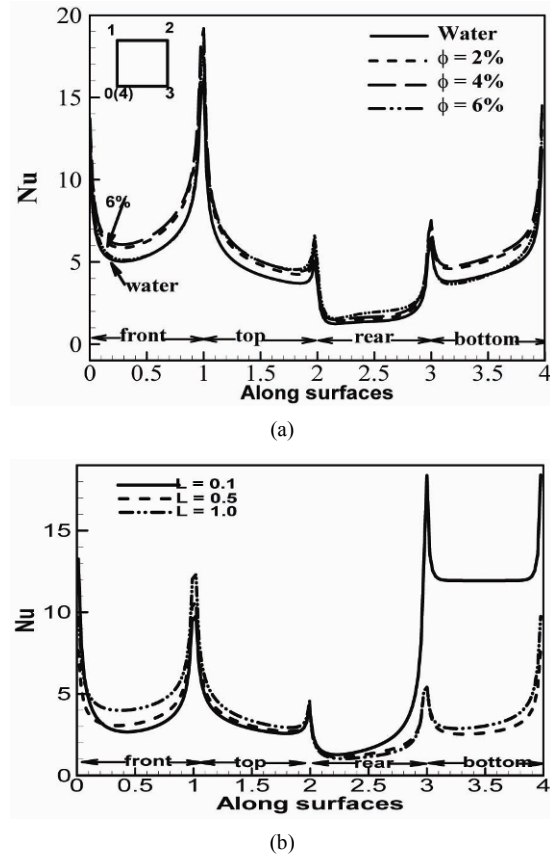 1 2
0(4) 3
Water
ϕ = 2%
ϕ = 4%
ϕ = 6%
20
15
10
5
0
Nu
6%
water
front top rear bottom
0 0.5 1 1.5 2 2.5 3 3.5 4
Along surfaces
(a)
L = 0.1
L = 0.5
L = 1.0
15
10
5
0
Nu
front top rear bottom
0 0.5 1 1.5 2 2.5 3 3.5 4
Along surfaces
(b)